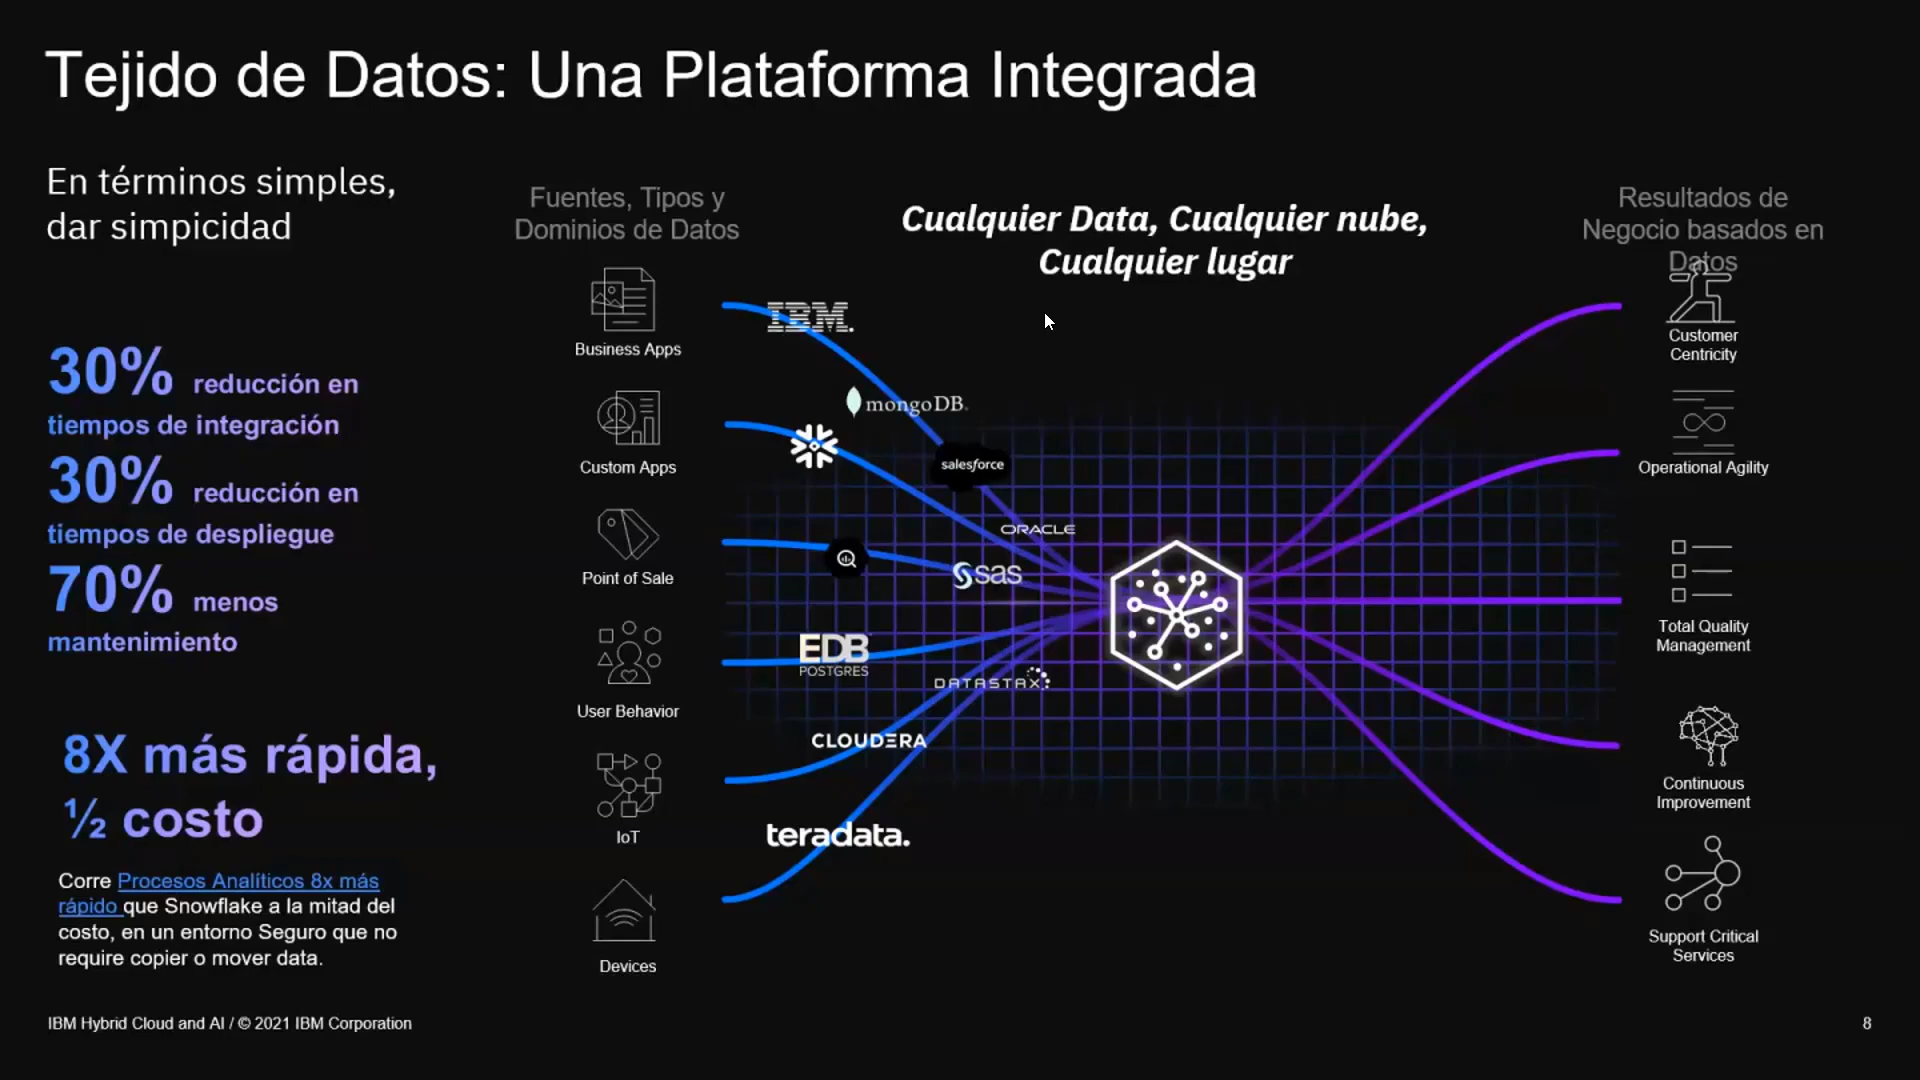 Tejido de Datos: Una Plataforma Integrada
En términos simples,
dar simpicidad
30% reducción en
tiempos de integración
30% reducción en
tiempos de despliegue
70% menos
mantenimiento
8X más rápida,
½ costo
Corre Procesos Analíticos 8x más
rápido que Snowflake a la mitad del
costo, en un entorno Seguro que no
require copier o mover data.
Fuentes, Tipos y
Dominios de Datos
Business Apps
Custom Apps
Point of Sale
User Behavior
IoT
Devices
Cualquier Data, Cualquier nube,
Cualquier lugar
IBM.
mongoDB.
salesforce
ORACLE
sas
EDB
POSTGRES
DATASTAX
CLOUDERA
teradata.
Resultados de
Negocio basados en
Datos
Customer
Centricity
Operational Agility
Total Quality
Management
Continuous
Improvement
Support Critical
Services
IBM Hybrid Cloud and AI / © 2021 IBM Corporation
8